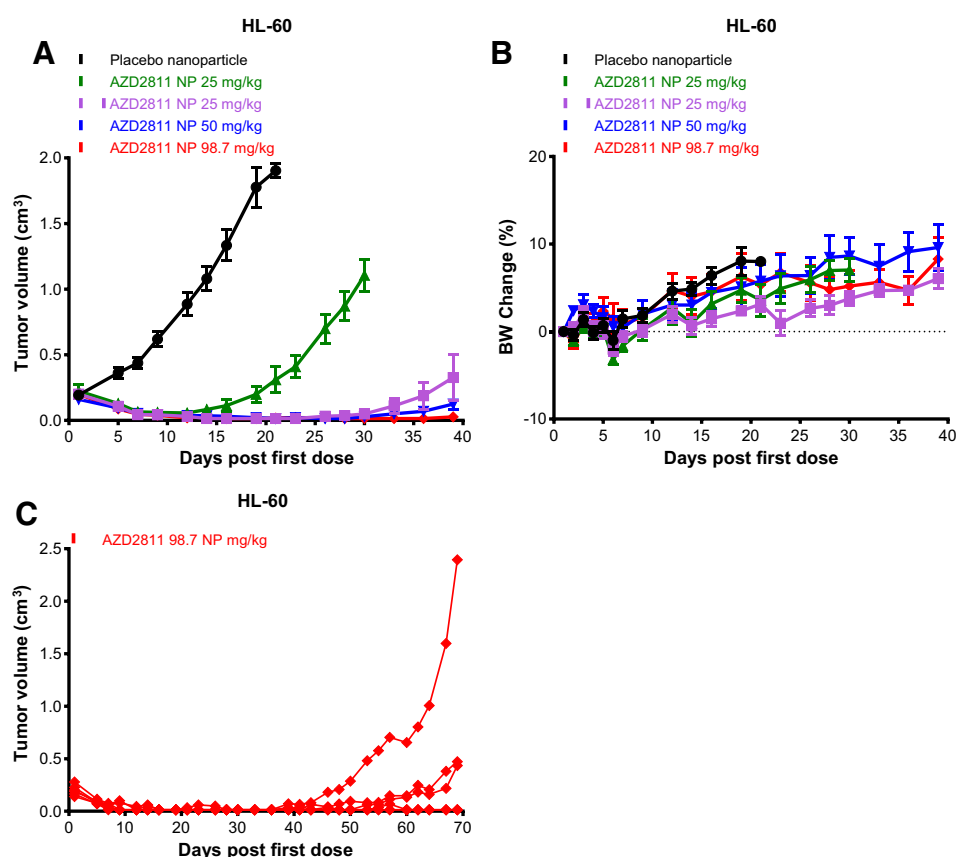 HL-60
A
Placebo nanoparticle
AZD2811 NP 25 mg/kg
AZD2811 NP 25 mg/kg
AZD2811 NP 50 mg/kg
AZD2811 NP 98.7 mg/kg
Tumor volume (cm³)
2.0
1.5
1.0
0.5
0.0
0 5 10 15 20 25 30 35 40
Days post first dose
HL-60
B
Placebo nanoparticle
AZD2811 NP 25 mg/kg
AZD2811 NP 25 mg/kg
AZD2811 NP 50 mg/kg
AZD2811 NP 98.7 mg/kg
BW Change (%)
20
10
0
-10
0 5 10 15 20 25 30 35 40
Days post first dose
HL-60
C
AZD2811 98.7 NP mg/kg
Tumor volume (cm³)
2.5
2.0
1.5
1.0
0.5
0.0
0 10 20 30 40 50 60 70
Days post first dose